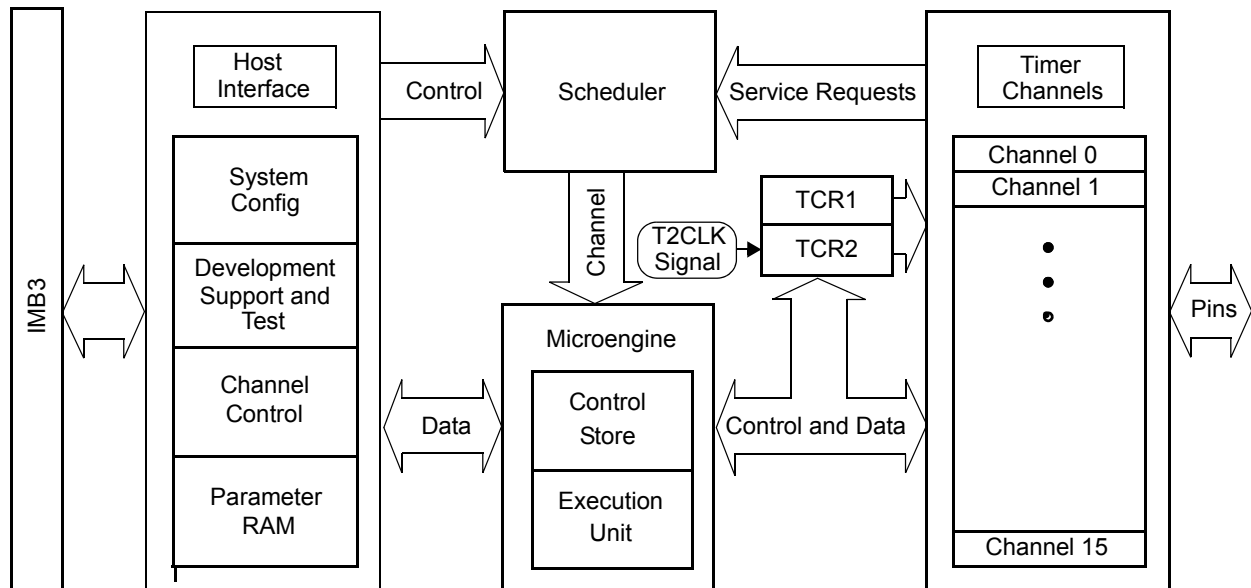 IMB3
Host
Interface
System
Config
Development
Support and
Test
Channel
Control
Parameter
RAM
Control
Scheduler
Service Requests
Channel
T2CLK
Signal
TCR1
TCR2
Data
Microengine
Control
Store
Execution
Unit
Control and Data
Timer
Channels
Channel 0
Channel 1
Channel 15
Pins